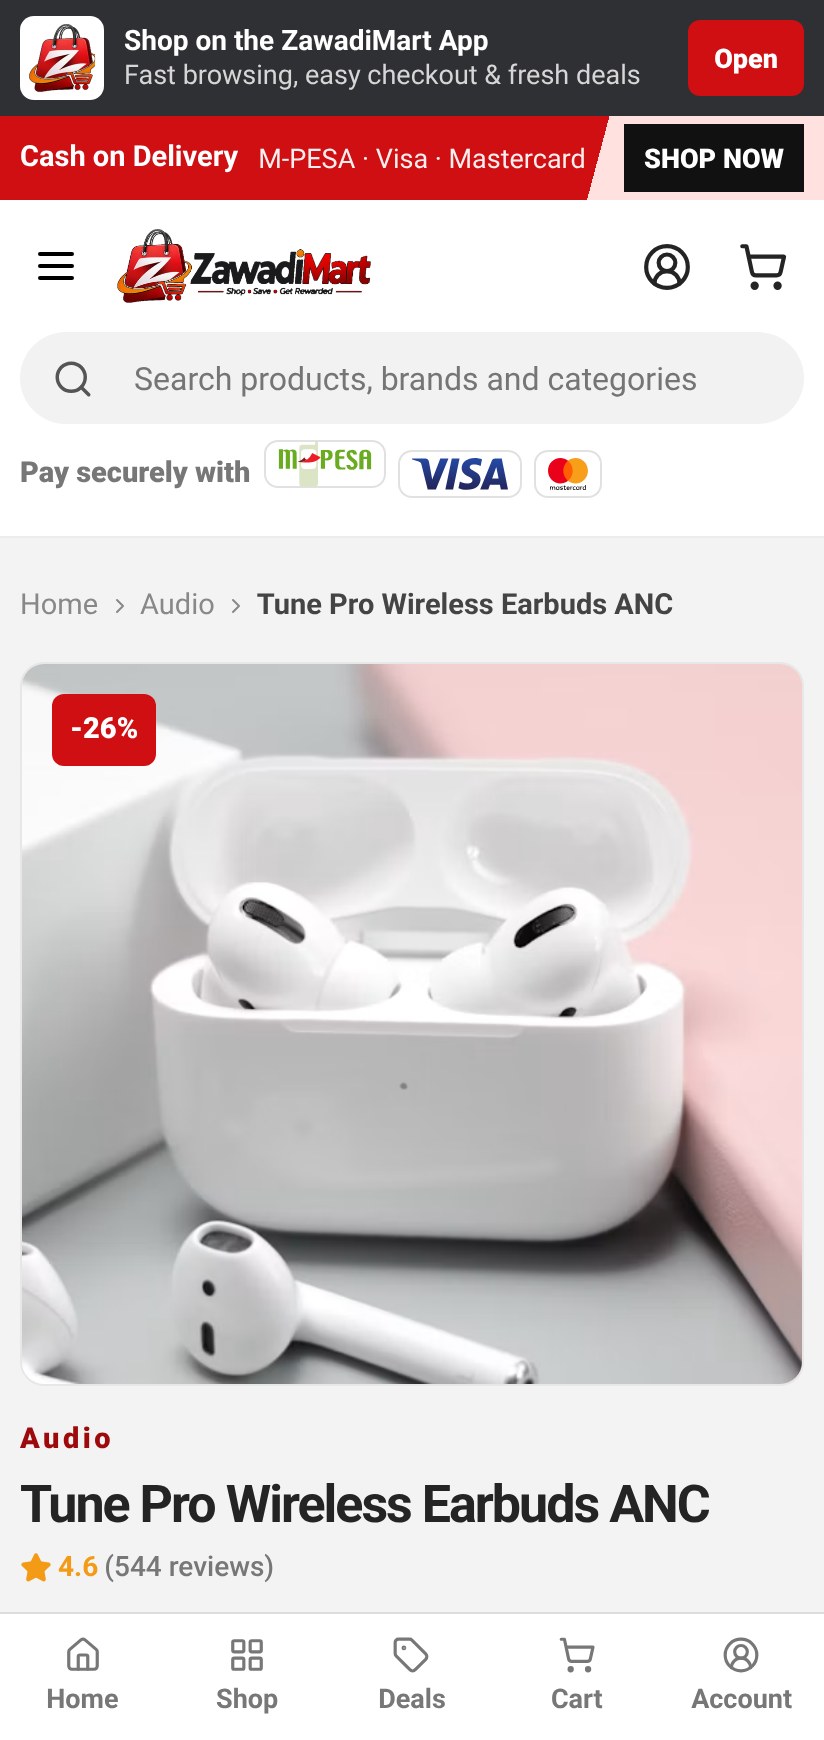 Shop on the ZawadiMart App
Fast browsing, easy checkout & fresh deals
Open
Cash on Delivery M-PESA · Visa · Mastercard
SHOP NOW
Z ZawadiMart
Shop • Save • Get Rewarded
Search products, brands and categories
Pay securely with M-PESA VISA mastercard
Home > Audio > Tune Pro Wireless Earbuds ANC
-26%
Audio
Tune Pro Wireless Earbuds ANC
4.6 (544 reviews)
Home Shop Deals Cart Account